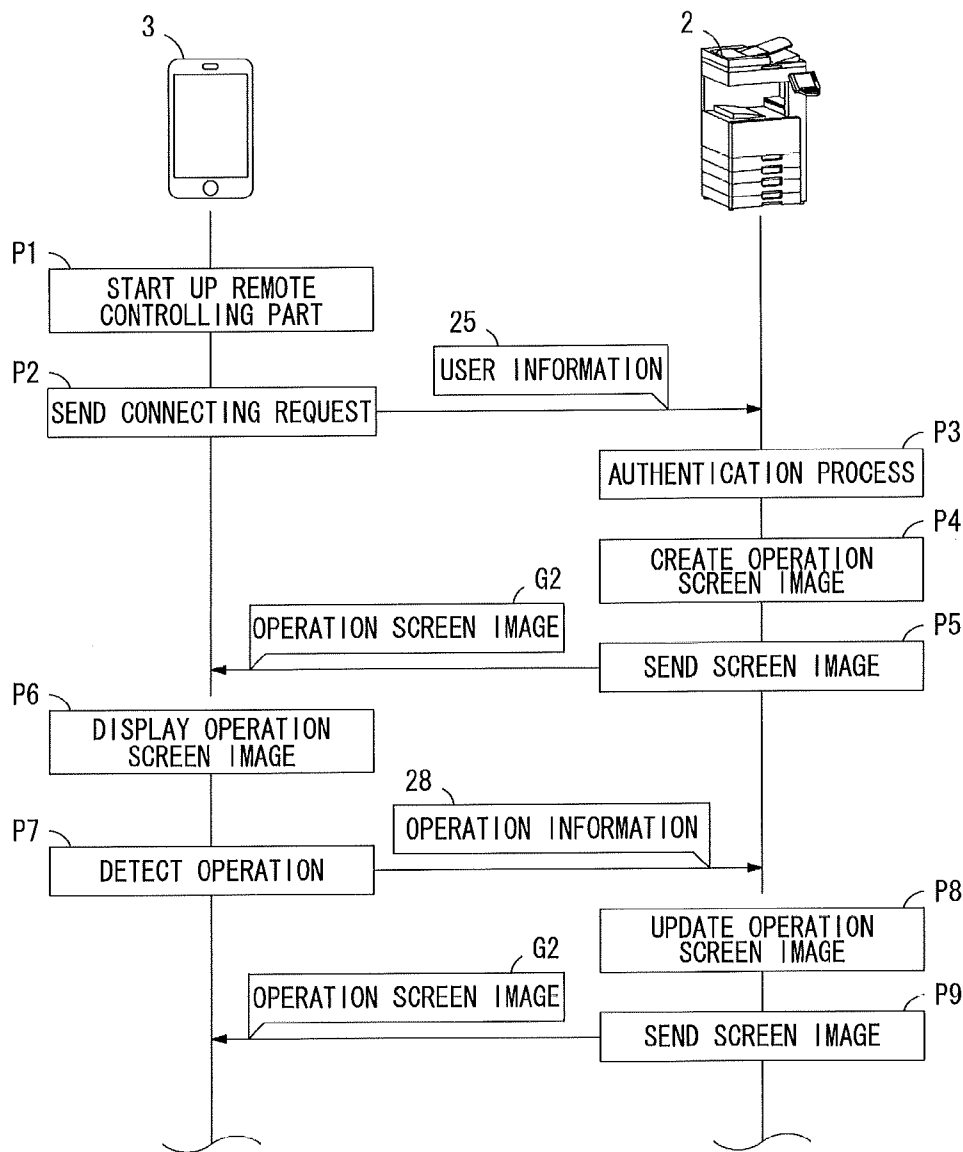 3
2
P1
START UP REMOTE
CONTROLLING PART
25
USER INFORMATION
P2
SEND CONNECTING REQUEST
P3
AUTHENTICATION PROCESS
P4
CREATE OPERATION
SCREEN IMAGE
G2
OPERATION SCREEN IMAGE
P5
SEND SCREEN IMAGE
P6
DISPLAY OPERATION
SCREEN IMAGE
28
OPERATION INFORMATION
P7
DETECT OPERATION
P8
UPDATE OPERATION
SCREEN IMAGE
G2
OPERATION SCREEN IMAGE
P9
SEND SCREEN IMAGE